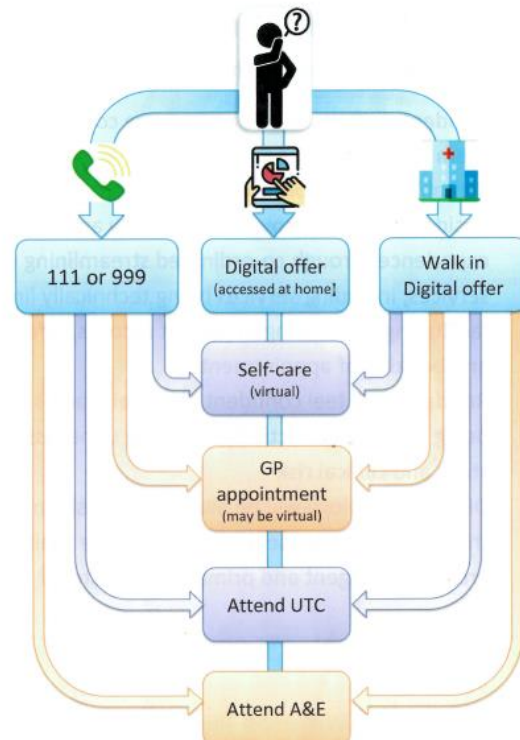 ?
111 or 999
Digital offer
(accessed at home)
Walk in
Digital offer
Self-care
(virtual)
GP
appointment
(may be virtual)
Attend UTC
Attend A&E